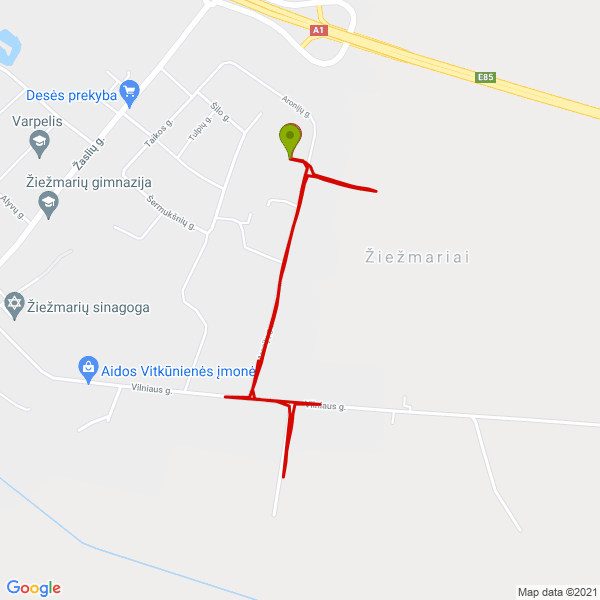 A1
E85
Desės prekyba
Aronijų g.
Šilo g.
Varpelis
Tulpių g.
Taikos g.
Žaslių g.
Žiežmarių gimnazija
Alyvų g.
Šermukšnių g.
Žiežmariai
Žiežmarių sinagoga
Aidos Vitkūnienės įmonė
Vilniaus g.
Vilniaus g.
Google
Map data ©2021